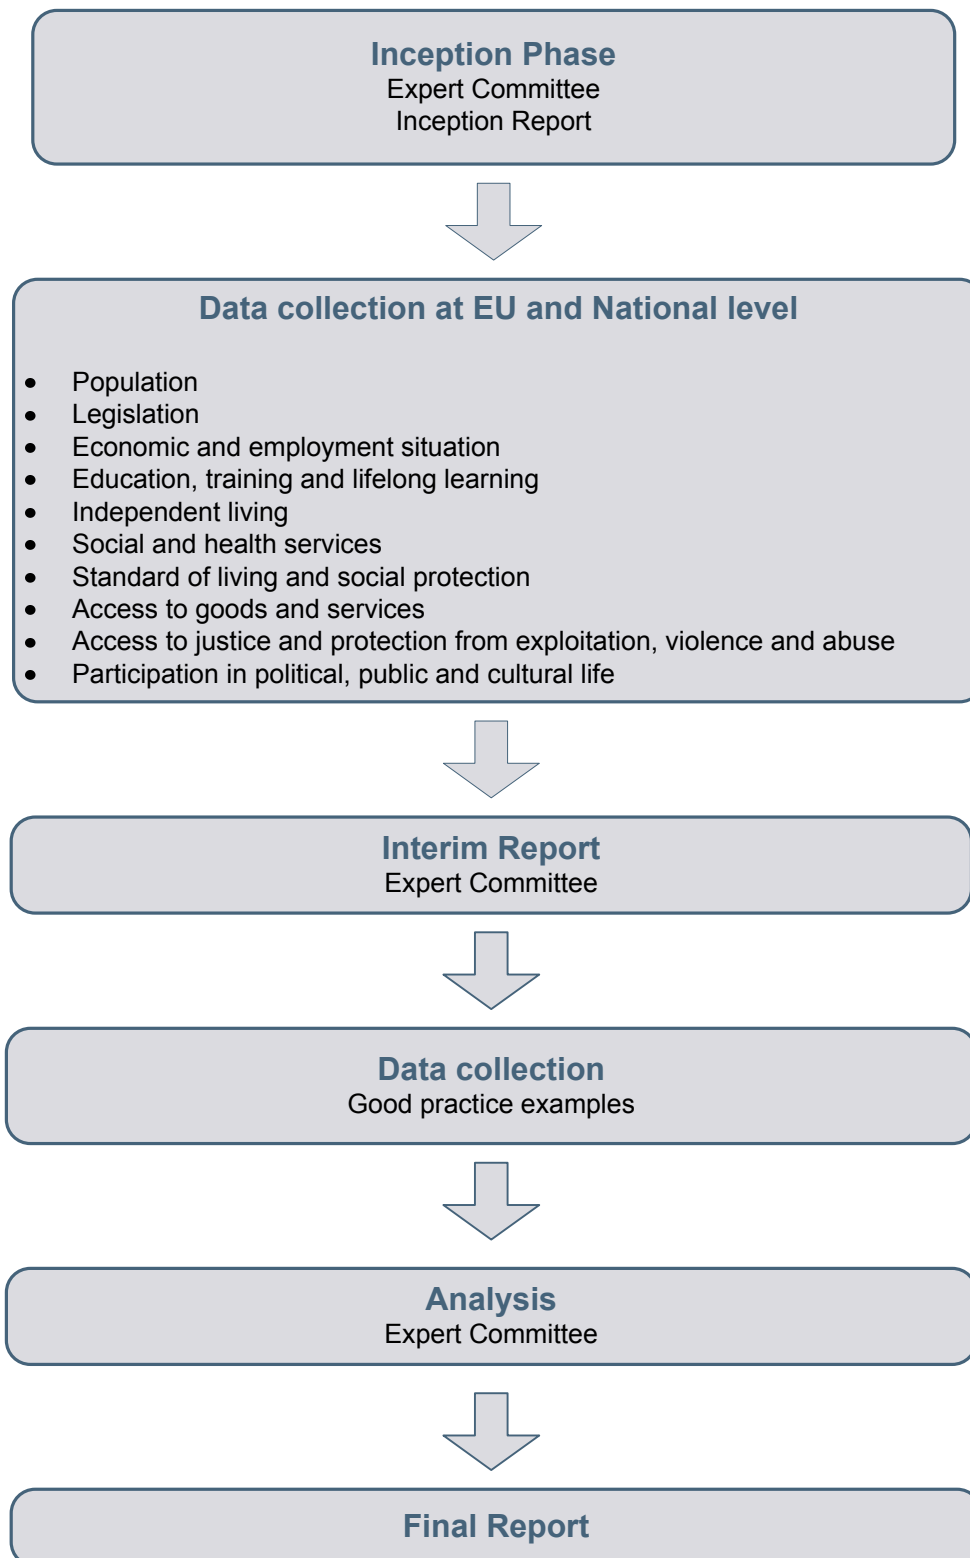 Inception Phase
Expert Committee
Inception Report
Data collection at EU and National level
• Population
• Legislation
• Economic and employment situation
• Education, training and lifelong learning
• Independent living
• Social and health services
• Standard of living and social protection
• Access to goods and services
• Access to justice and protection from exploitation, violence and abuse
• Participation in political, public and cultural life
Interim Report
Expert Committee
Data collection
Good practice examples
Analysis
Expert Committee
Final Report